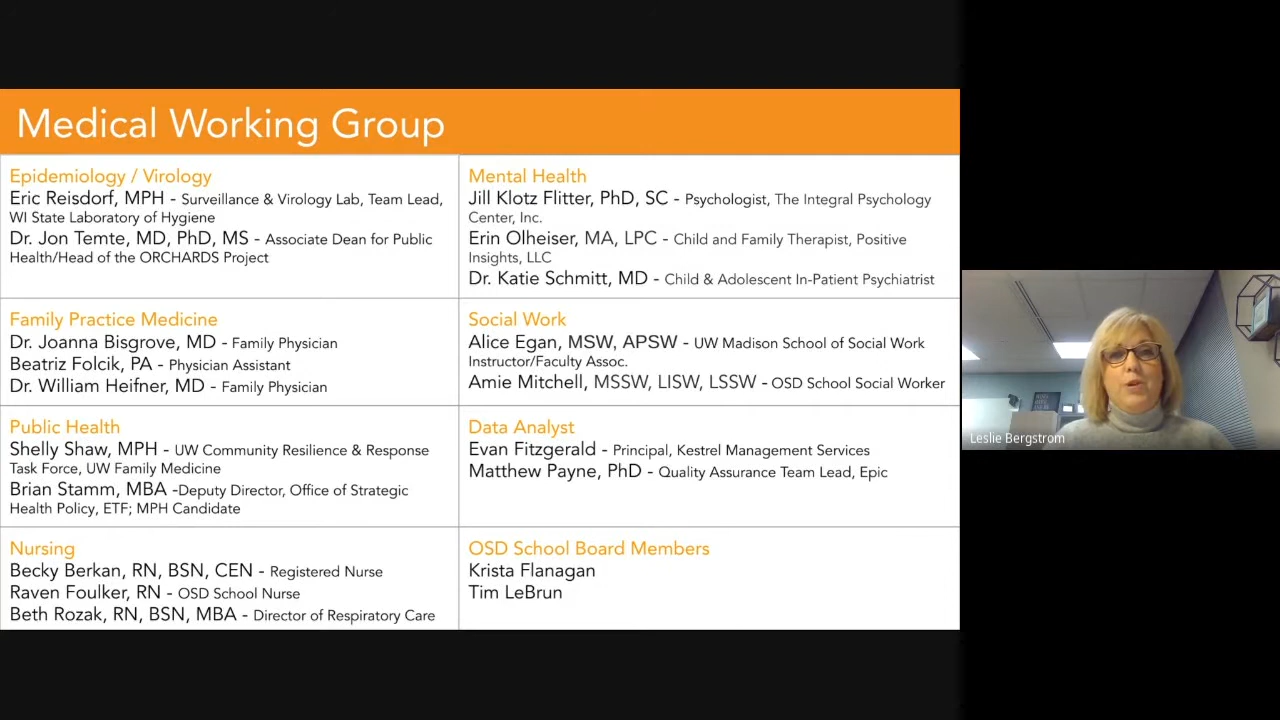 Medical Working Group
Epidemiology / Virology
Eric Reisdorf, MPH - Surveillance & Virology Lab, Team Lead,
WI State Laboratory of Hygiene
Dr. Jon Temte, MD, PhD, MS - Associate Dean for Public
Health/Head of the ORCHARDS Project
Mental Health
Jill Klotz Flitter, PhD, SC - Psychologist, The Integral Psychology
Center, Inc.
Erin Olheiser, MA, LPC - Child and Family Therapist, Positive
Insights, LLC
Dr. Katie Schmitt, MD - Child & Adolescent In-Patient Psychiatrist
Family Practice Medicine
Dr. Joanna Bisgrove, MD - Family Physician
Beatriz Folcik, PA - Physician Assistant
Dr. William Heifner, MD - Family Physician
Social Work
Alice Egan, MSW, APSW - UW Madison School of Social Work
Instructor/Faculty Assoc.
Amie Mitchell, MSSW, LISW, LSSW - OSD School Social Worker
Public Health
Shelly Shaw, MPH - UW Community Resilience & Response
Task Force, UW Family Medicine
Brian Stamm, MBA -Deputy Director, Office of Strategic
Health Policy, ETF; MPH Candidate
Data Analyst
Evan Fitzgerald - Principal, Kestrel Management Services
Matthew Payne, PhD - Quality Assurance Team Lead, Epic
Nursing
Becky Berkan, RN, BSN, CEN - Registered Nurse
Raven Foulker, RN - OSD School Nurse
Beth Rozak, RN, BSN, MBA - Director of Respiratory Care
OSD School Board Members
Krista Flanagan
Tim LeBrun
Leslie Bergstrom